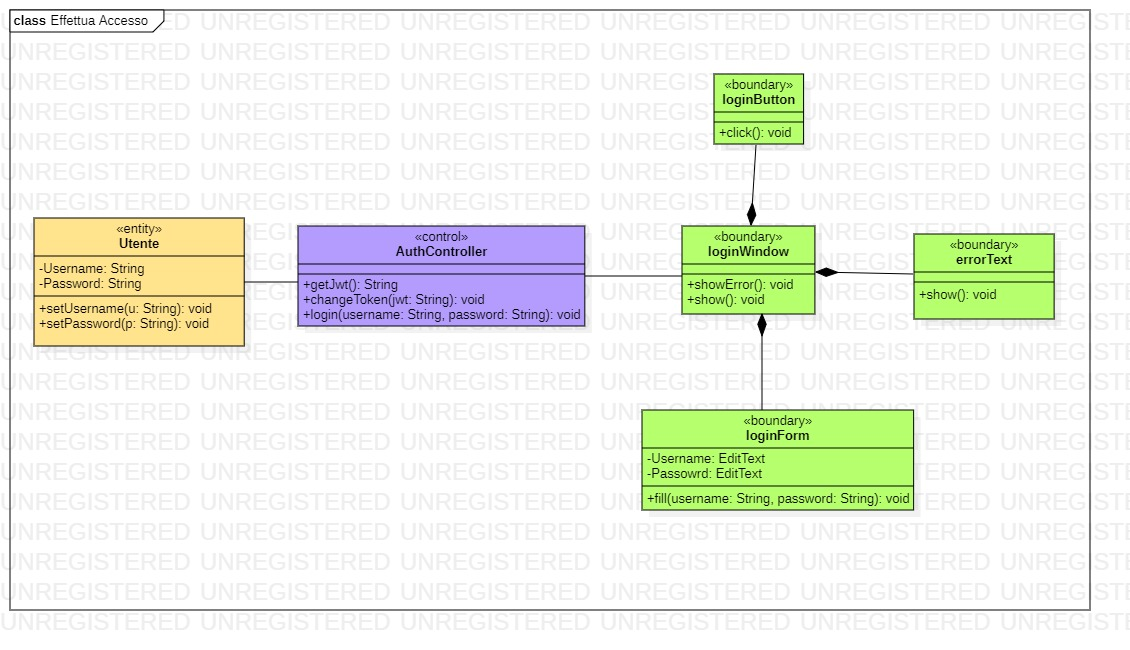 class Effettua Accesso
«boundary»
loginButton
+click(): void
«entity»
Utente
-Username: String
-Password: String
+setUsername(u: String): void
+setPassword(p: String): void
«control»
AuthController
+getJwt(): String
+changeToken(jwt: String): void
+login(username: String, password: String): void
«boundary»
loginWindow
+showError(): void
+show(): void
«boundary»
errorText
+show(): void
«boundary»
loginForm
-Username: EditText
-Passowrd: EditText
+fill(username: String, password: String): void
UNREGISTERED